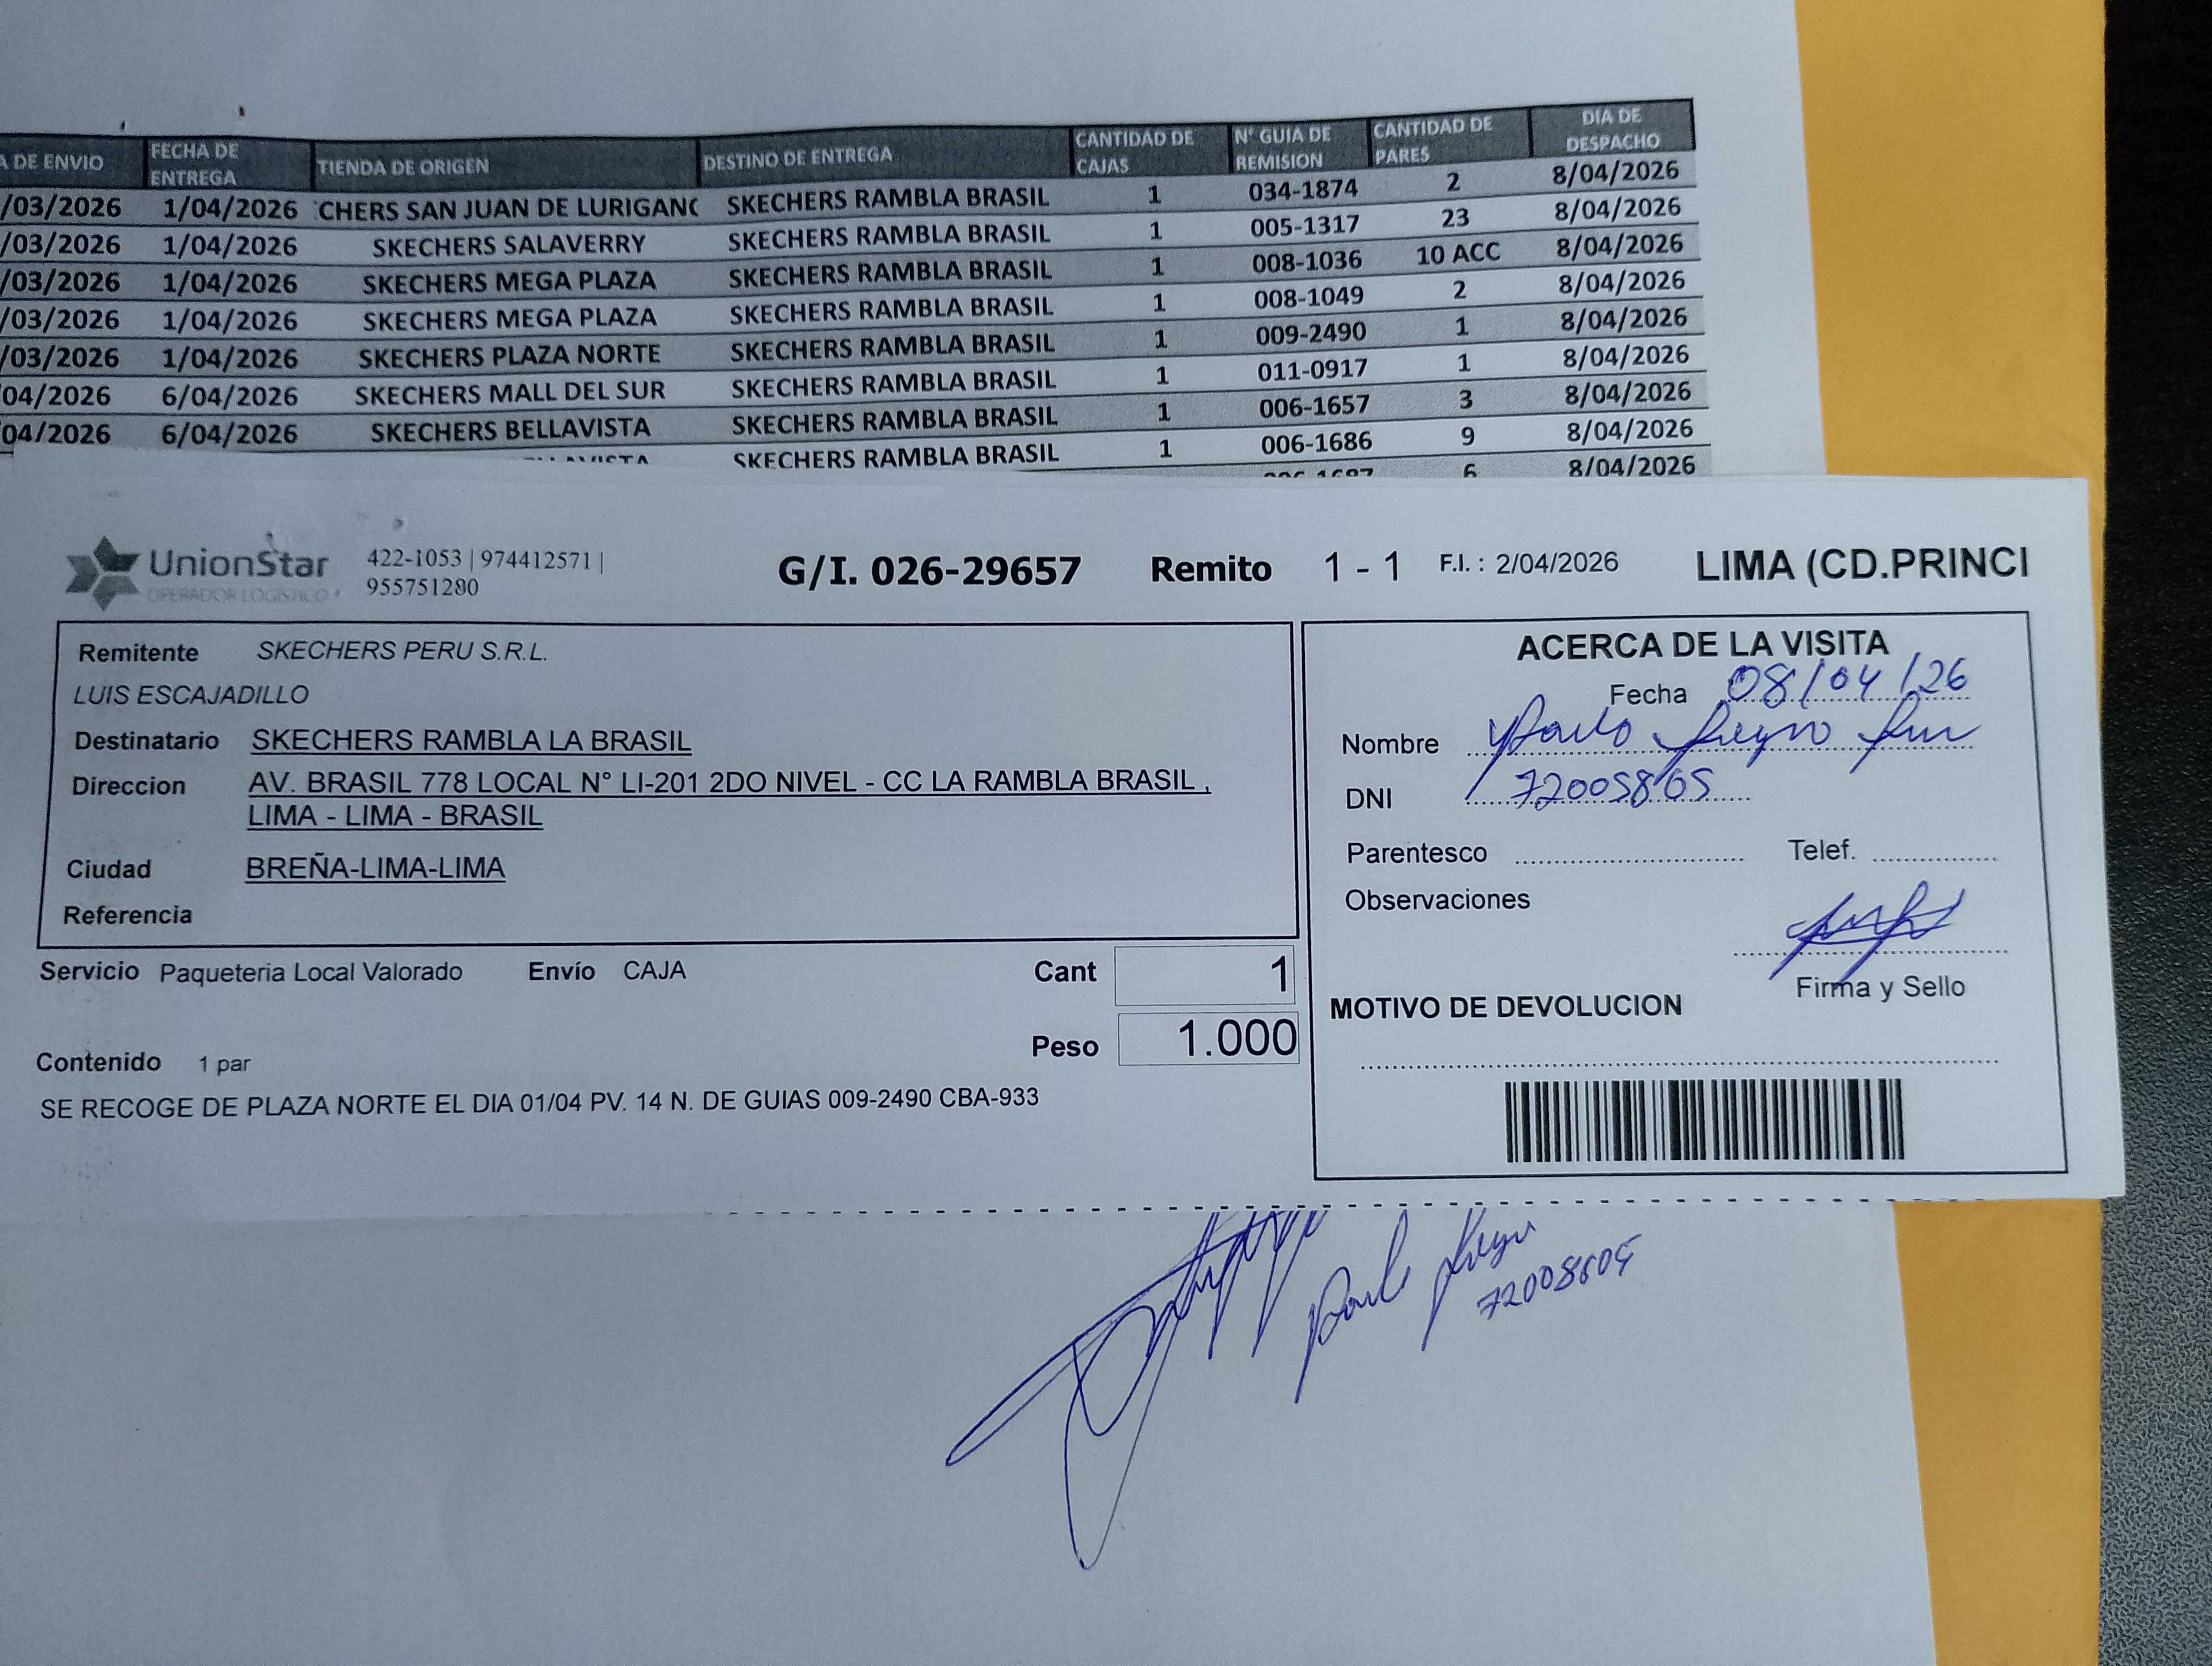 A DE ENVIO FECHA DE ENTREGA TIENDA DE ORIGEN DESTINO DE ENTREGA CANTIDAD DE CAJAS N° GUIA DE REMISION CANTIDAD DE PARES DIA DE DESPACHO
/03/2026 1/04/2026 CHERS SAN JUAN DE LURIGANC SKECHERS RAMBLA BRASIL 1 034-1874 2 8/04/2026
/03/2026 1/04/2026 SKECHERS SALAVERRY SKECHERS RAMBLA BRASIL 1 005-1317 23 8/04/2026
/03/2026 1/04/2026 SKECHERS MEGA PLAZA SKECHERS RAMBLA BRASIL 1 008-1036 10 ACC 8/04/2026
/03/2026 1/04/2026 SKECHERS MEGA PLAZA SKECHERS RAMBLA BRASIL 1 008-1049 2 8/04/2026
/03/2026 1/04/2026 SKECHERS PLAZA NORTE SKECHERS RAMBLA BRASIL 1 009-2490 1 8/04/2026
04/2026 6/04/2026 SKECHERS MALL DEL SUR SKECHERS RAMBLA BRASIL 1 011-0917 1 8/04/2026
04/2026 6/04/2026 SKECHERS BELLAVISTA SKECHERS RAMBLA BRASIL 1 006-1657 3 8/04/2026
SKECHERS RAMBLA BRASIL 1 006-1686 9 8/04/2026
6 8/04/2026
UnionStar 422-1053 | 974412571 | G/I. 026-29657 Remito 1 - 1 F.I. : 2/04/2026 LIMA (CD.PRINCI
OPERADOR LOGÍSTICO 955751280
Remitente SKECHERS PERU S.R.L.
LUIS ESCAJADILLO
Destinatario SKECHERS RAMBLA LA BRASIL
Direccion AV. BRASIL 778 LOCAL N° LI-201 2DO NIVEL - CC LA RAMBLA BRASIL ,
LIMA - LIMA - BRASIL
Ciudad BREÑA-LIMA-LIMA
Referencia
Servicio Paqueteria Local Valorado Envío CAJA Cant 1
Peso 1.000
Contenido 1 par
SE RECOGE DE PLAZA NORTE EL DIA 01/04 PV. 14 N. DE GUIAS 009-2490 CBA-933
ACERCA DE LA VISITA
Fecha 08/04/26
Nombre
DNI
Parentesco Telef.
Observaciones
Firma y Sello
MOTIVO DE DEVOLUCION